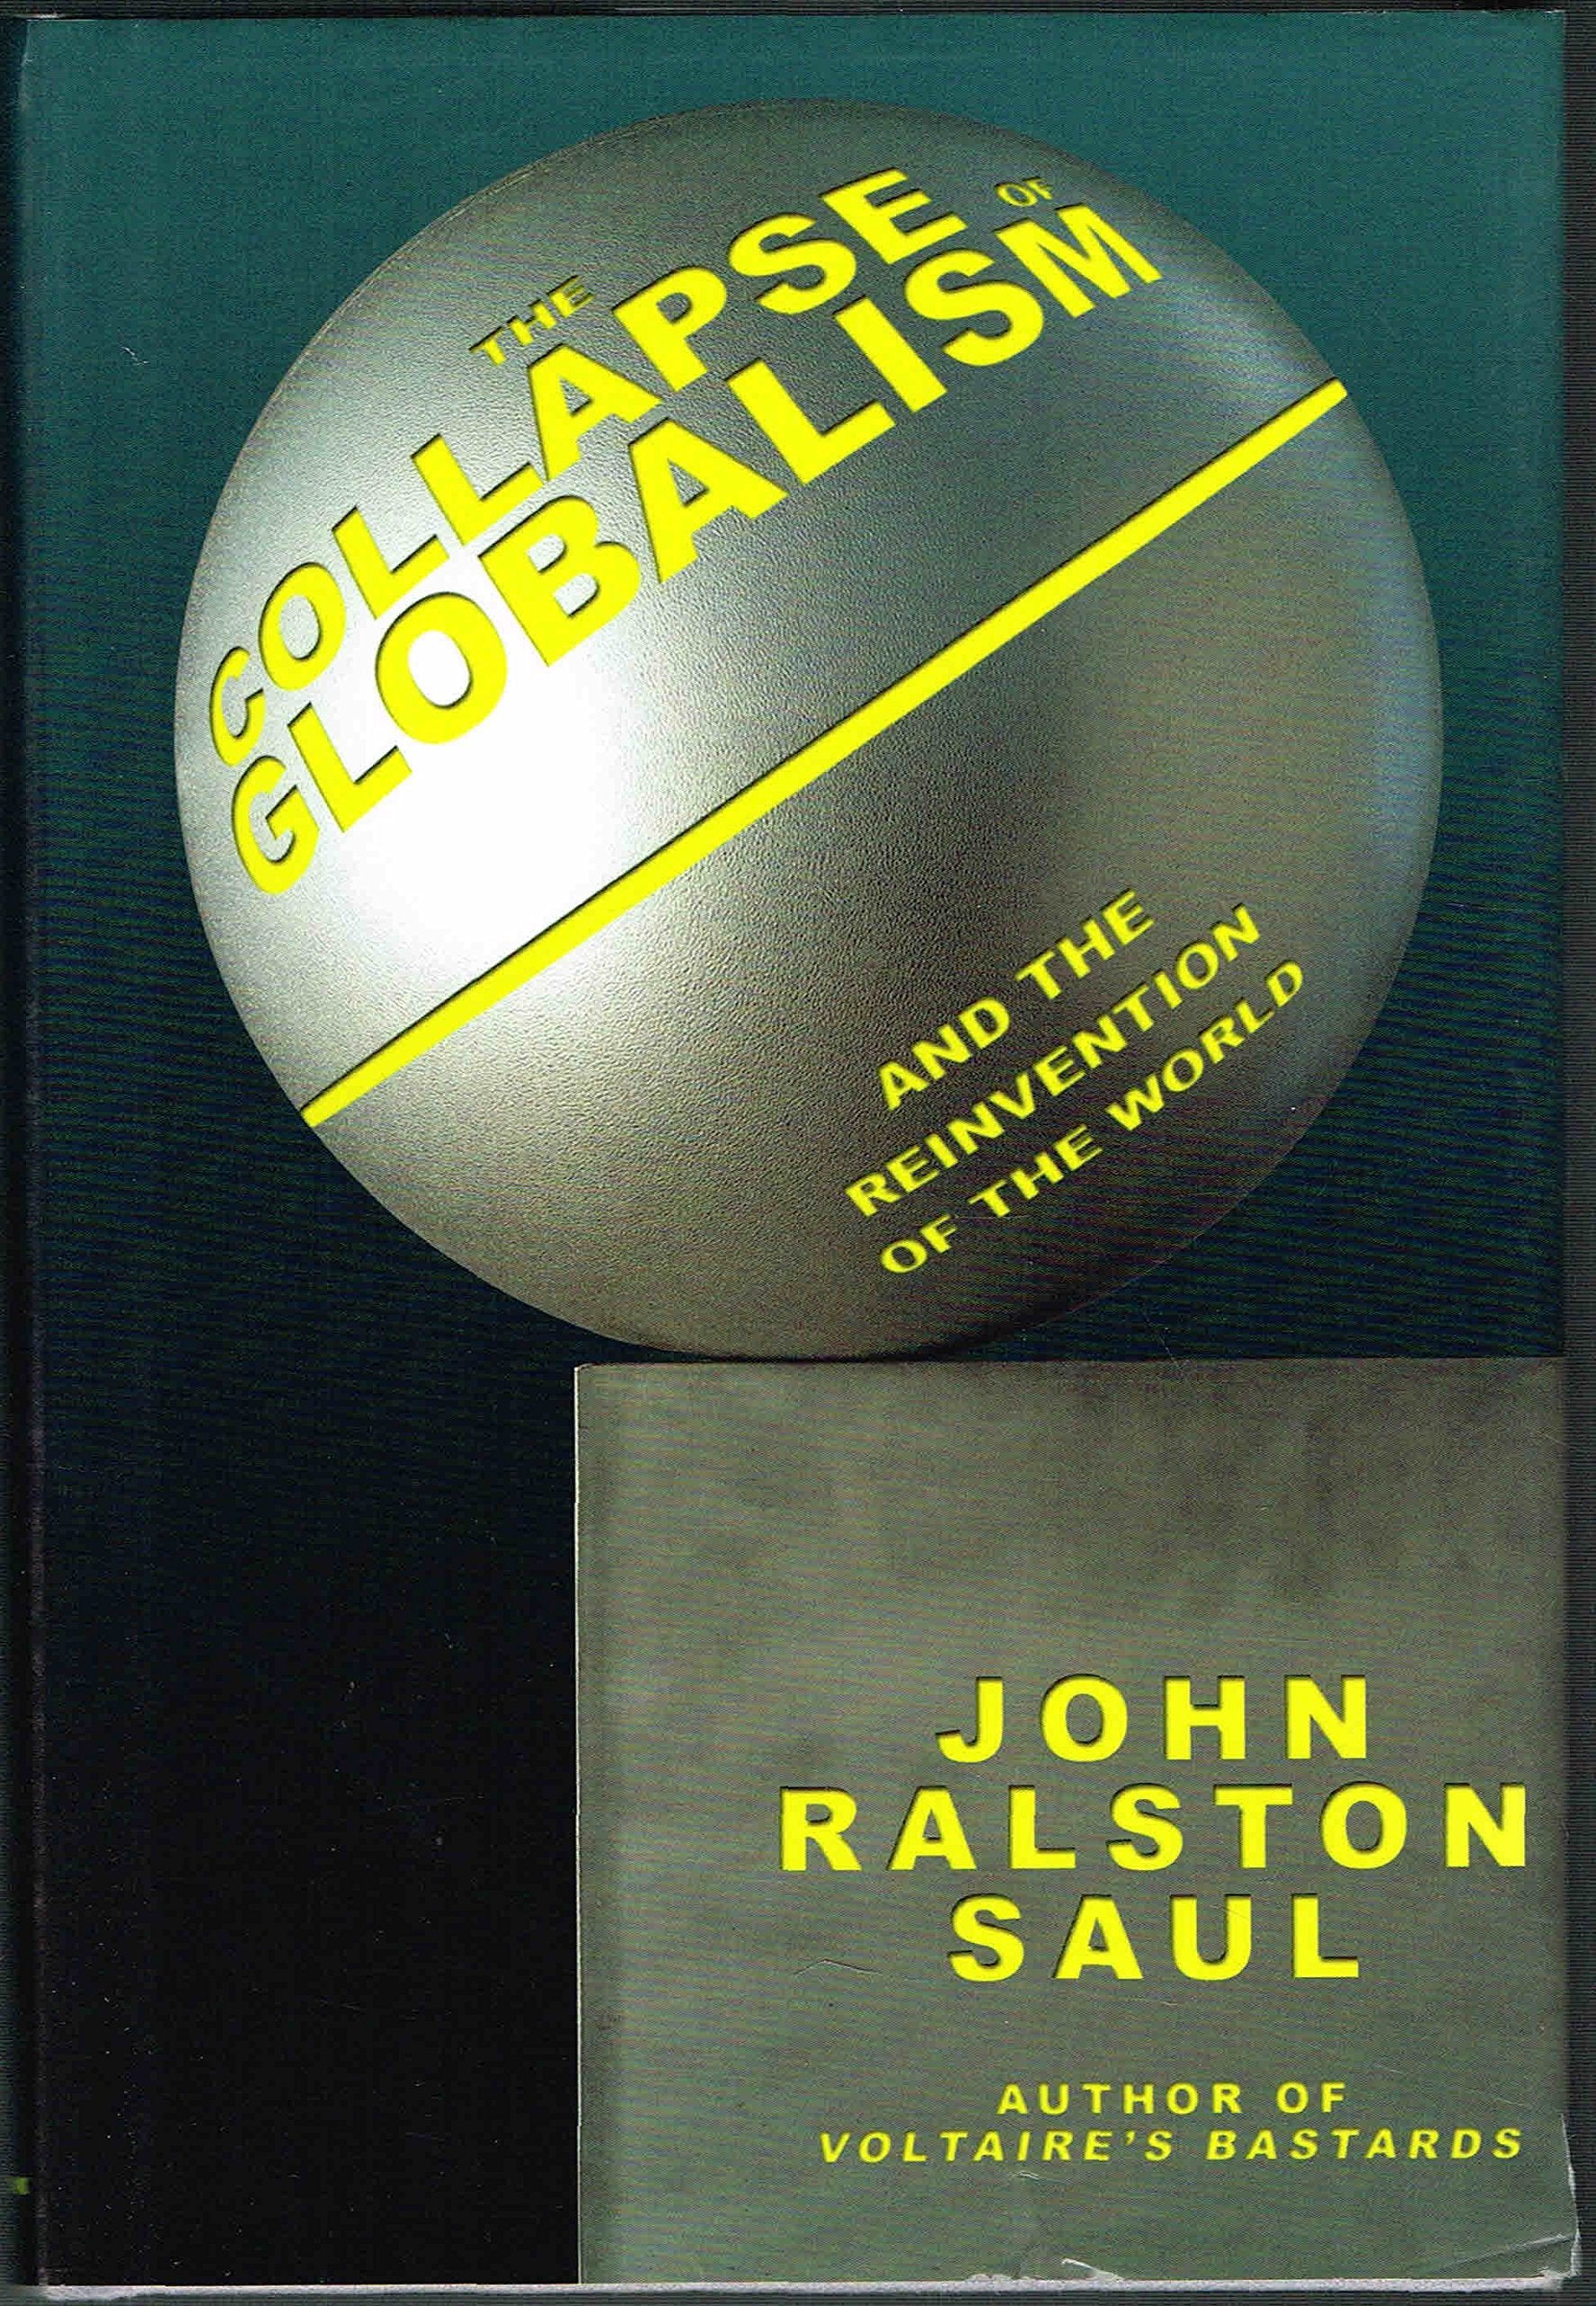 THE
COLLAPSE OF
GLOBALISM
AND THE
REINVENTION
OF THE WORLD
JOHN
RALSTON
SAUL
AUTHOR OF
VOLTAIRE'S BASTARDS